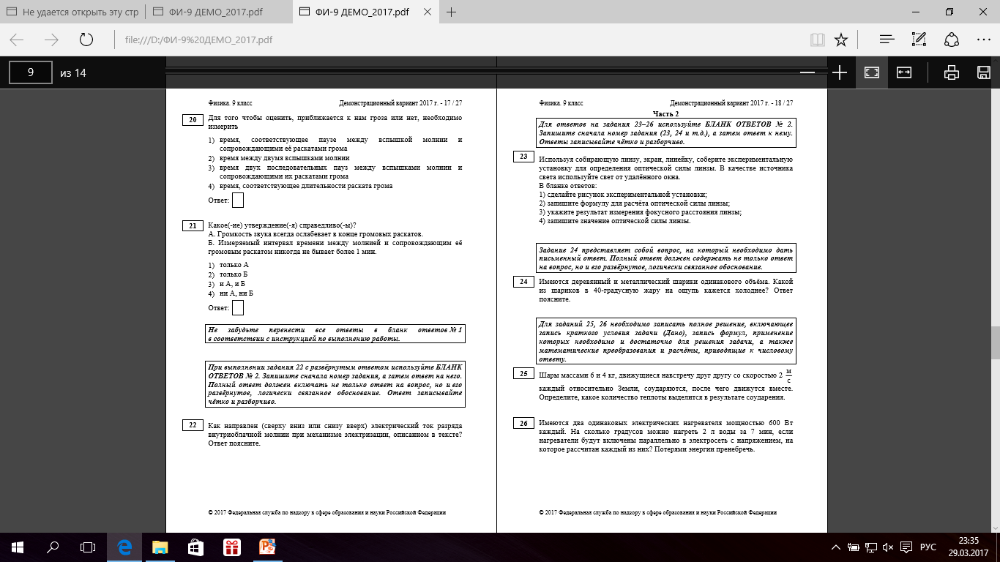 Не удается открыть эту стр
ФИ-9 ДЕМО_2017.pdf
ФИ-9 ДЕМО_2017.pdf
file:///D:/ФИ-9%20ДЕМО_2017.pdf
9 из 14
Физика. 9 класс Демонстрационный вариант 2017 г. - 17 / 27
20 Для того чтобы оценить, приближается к нам гроза или нет, необходимо
измерить
1) время, соответствующее паузе между вспышкой молнии и
сопровождающими её раскатами грома
2) время между двумя вспышками молнии
3) время двух последовательных пауз между вспышками молнии и
сопровождающими их раскатами грома
4) время, соответствующее длительности раската грома
Ответ:
21 Какое(-ие) утверждение(-я) справедливо(-ы)?
А. Громкость звука всегда ослабевает в конце громовых раскатов.
Б. Измеряемый интервал времени между молнией и сопровождающим её
громовым раскатом никогда не бывает более 1 мин.
1) только А
2) только Б
3) и А, и Б
4) ни А, ни Б
Ответ:
Не забудьте перенести все ответы в бланк ответов № 1
в соответствии с инструкцией по выполнению работы.
При выполнении задания 22 с развёрнутым ответом используйте БЛАНК
ОТВЕТОВ № 2. Запишите сначала номер задания, а затем ответ на него.
Полный ответ должен включать не только ответ на вопрос, но и его
развёрнутое, логически связанное обоснование. Ответ записывайте
чётко и разборчиво.
22 Как направлен (сверху вниз или снизу вверх) электрический ток разряда
внутриоблачной молнии при механизме электризации, описанном в тексте?
Ответ поясните.
© 2017 Федеральная служба по надзору в сфере образования и науки Российской Федерации
Физика. 9 класс Демонстрационный вариант 2017 г. - 18 / 27
Часть 2
Для ответов на задания 23–26 используйте БЛАНК ОТВЕТОВ № 2.
Запишите сначала номер задания (23, 24 и т.д.), а затем ответ к нему.
Ответы записывайте чётко и разборчиво.
23 Используя собирающую линзу, экран, линейку, соберите экспериментальную
установку для определения оптической силы линзы. В качестве источника
света используйте свет от удалённого окна.
В бланке ответов:
1) сделайте рисунок экспериментальной установки;
2) запишите формулу для расчёта оптической силы линзы;
3) укажите результат измерения фокусного расстояния линзы;
4) запишите значение оптической силы линзы.
Задание 24 представляет собой вопрос, на который необходимо дать
письменный ответ. Полный ответ должен содержать не только ответ
на вопрос, но и его развёрнутое, логически связанное обоснование.
24 Имеются деревянный и металлический шарики одинакового объёма. Какой
из шариков в 40-градусную жару на ощупь кажется холоднее? Ответ
поясните.
Для заданий 25, 26 необходимо записать полное решение, включающее
запись краткого условия задачи (Дано), запись формул, применение
которых необходимо и достаточно для решения задачи, а также
математические преобразования и расчёты, приводящие к числовому
ответу.
25 Шары массами 6 и 4 кг, движущиеся навстречу друг другу со скоростью 2 м/с
каждый относительно Земли, соударяются, после чего движутся вместе.
Определите, какое количество теплоты выделится в результате соударения.
26 Имеются два одинаковых электрических нагревателя мощностью 600 Вт
каждый. На сколько градусов можно нагреть 2 л воды за 7 мин, если
нагреватели будут включены параллельно в электросеть с напряжением, на
которое рассчитан каждый из них? Потерями энергии пренебречь.
© 2017 Федеральная служба по надзору в сфере образования и науки Российской Федерации
РУС
23:35
29.03.2017